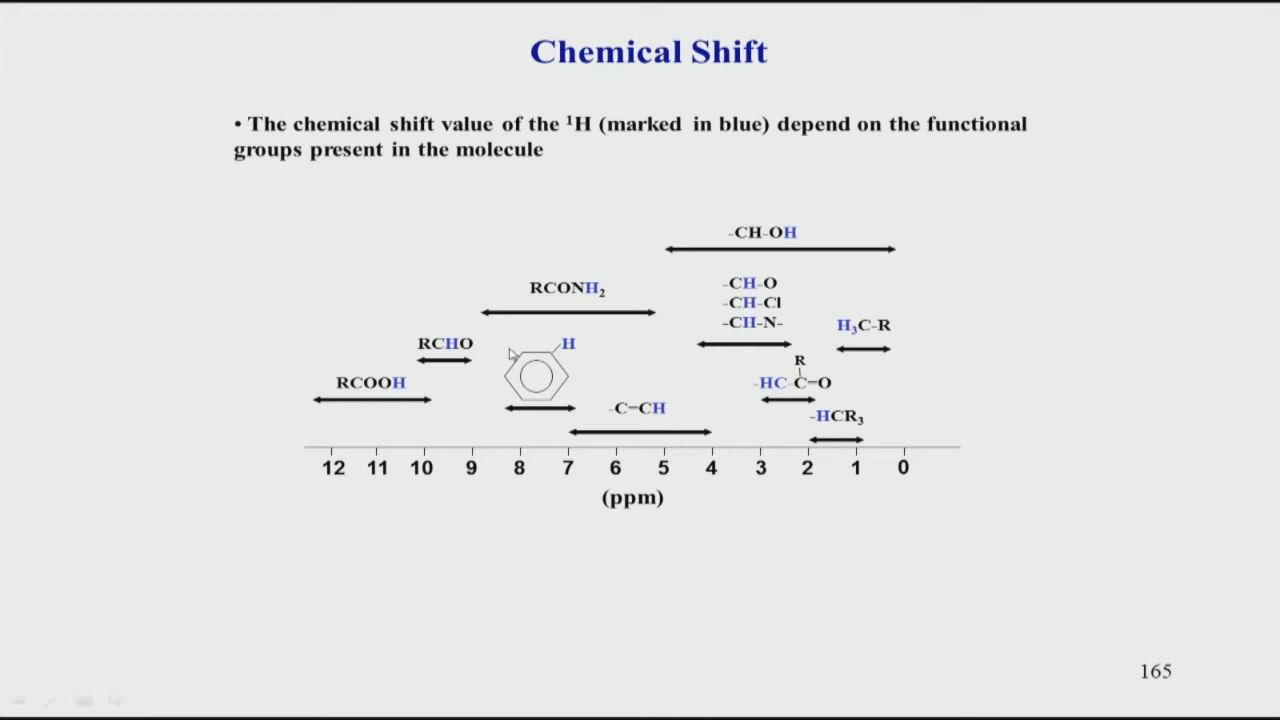 Chemical Shift
• The chemical shift value of the ¹H (marked in blue) depend on the functional
groups present in the molecule
-CH-OH
RCONH₂
-CH-O
-CH-Cl
-CH-N-
H₃C-R
RCHO
H
R
RCOOH
-HC-C=O
-C=CH
-HCR₃
12 11 10 9 8 7 6 5 4 3 2 1 0
(ppm)
165